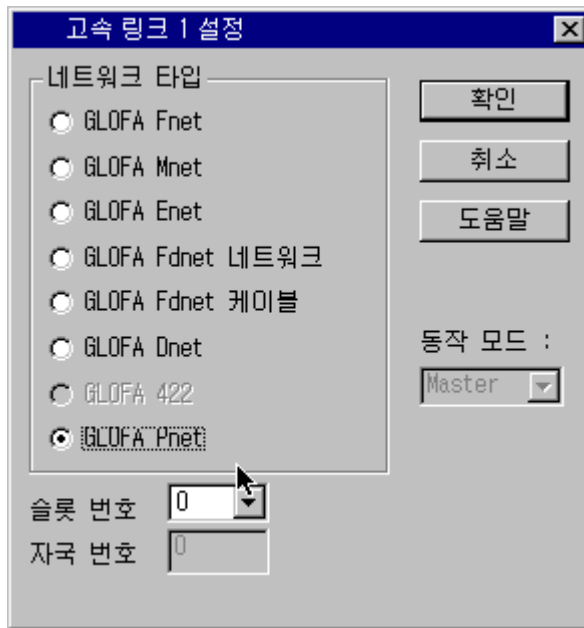 고속 링크 1 설정
네트워크 타입
GLOFA Fnet
GLOFA Mnet
GLOFA Enet
GLOFA Fdnet 네트워크
GLOFA Fdnet 케이블
GLOFA Dnet
GLOFA 422
GLOFA Pnet
확인
취소
도움말
동작 모드 :
Master
슬롯 번호 0
자국 번호 0